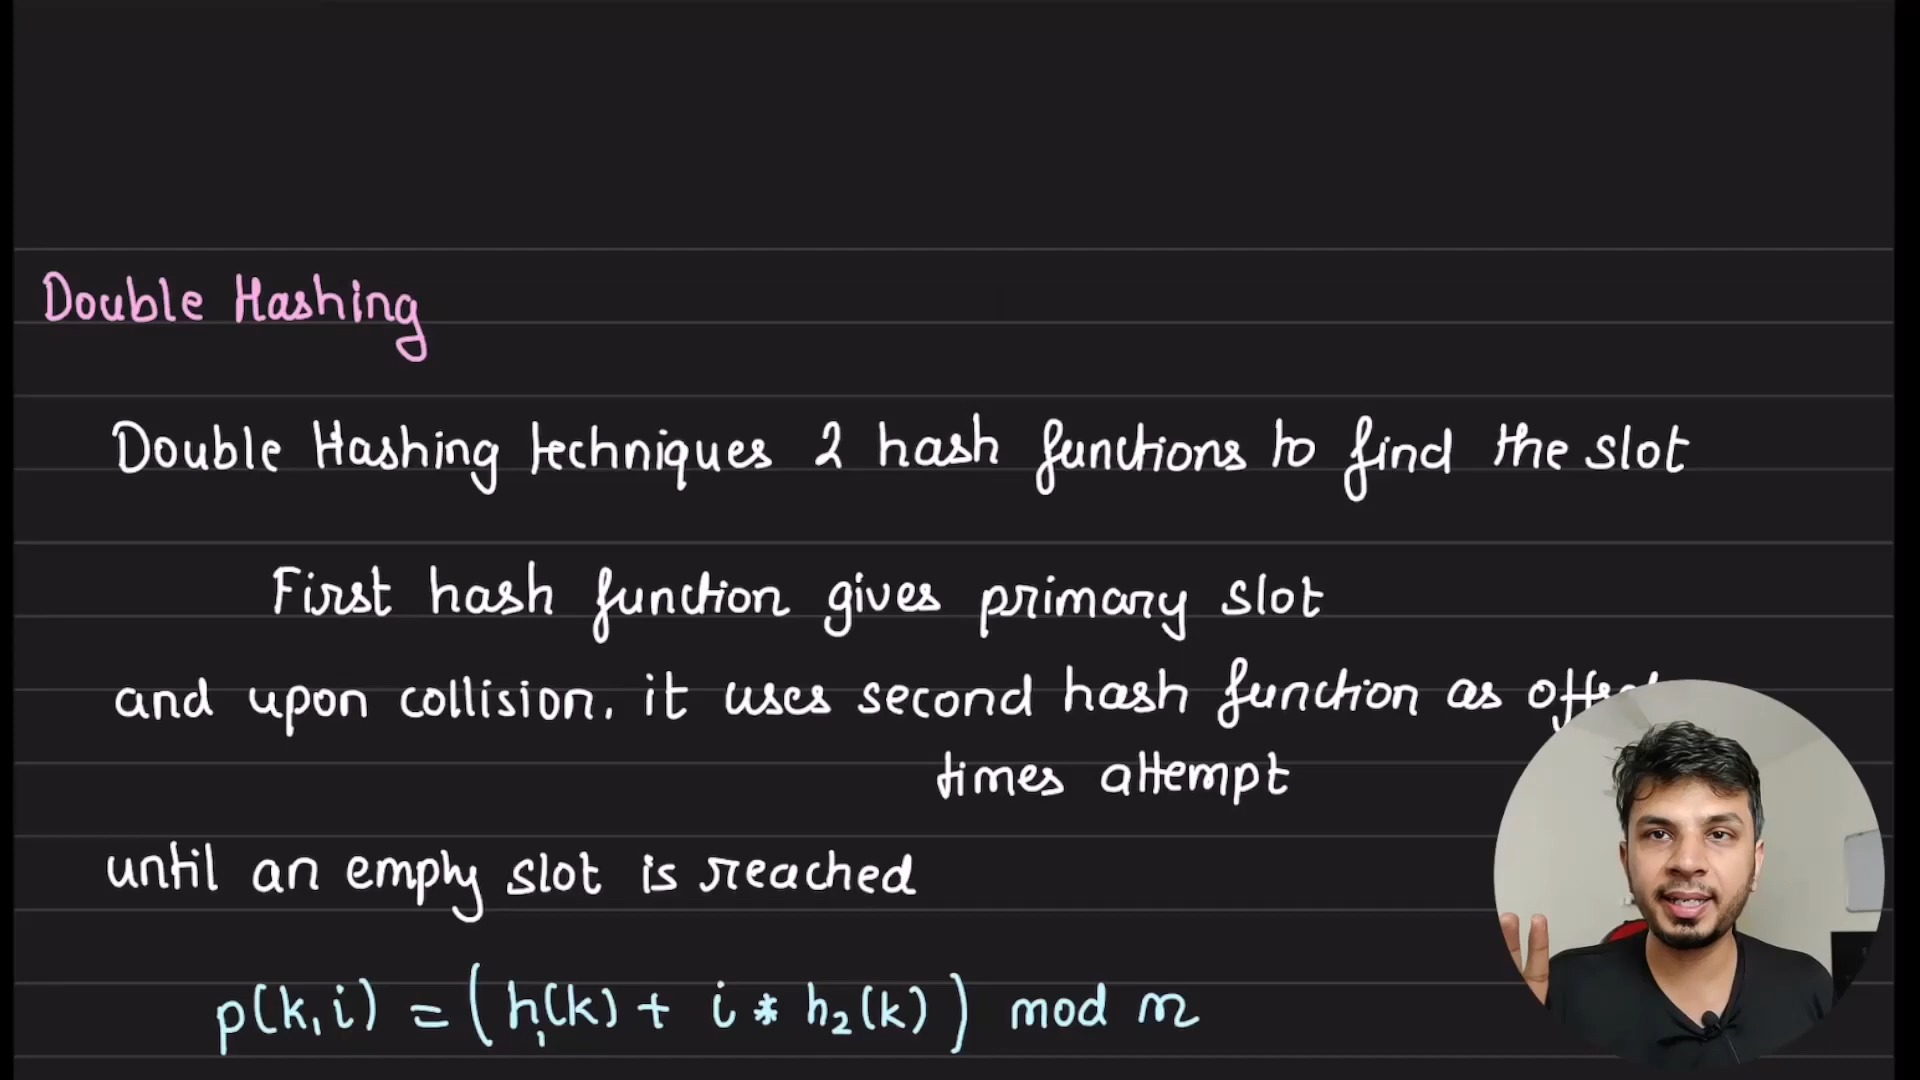 Double Hashing
Double Hashing techniques 2 hash functions to find the slot
First hash function gives primary slot
and upon collision, it uses second hash function as
times attempt
until an empty slot is reached
p(k,i) = (h₁(k) + i * h₂(k)) mod m